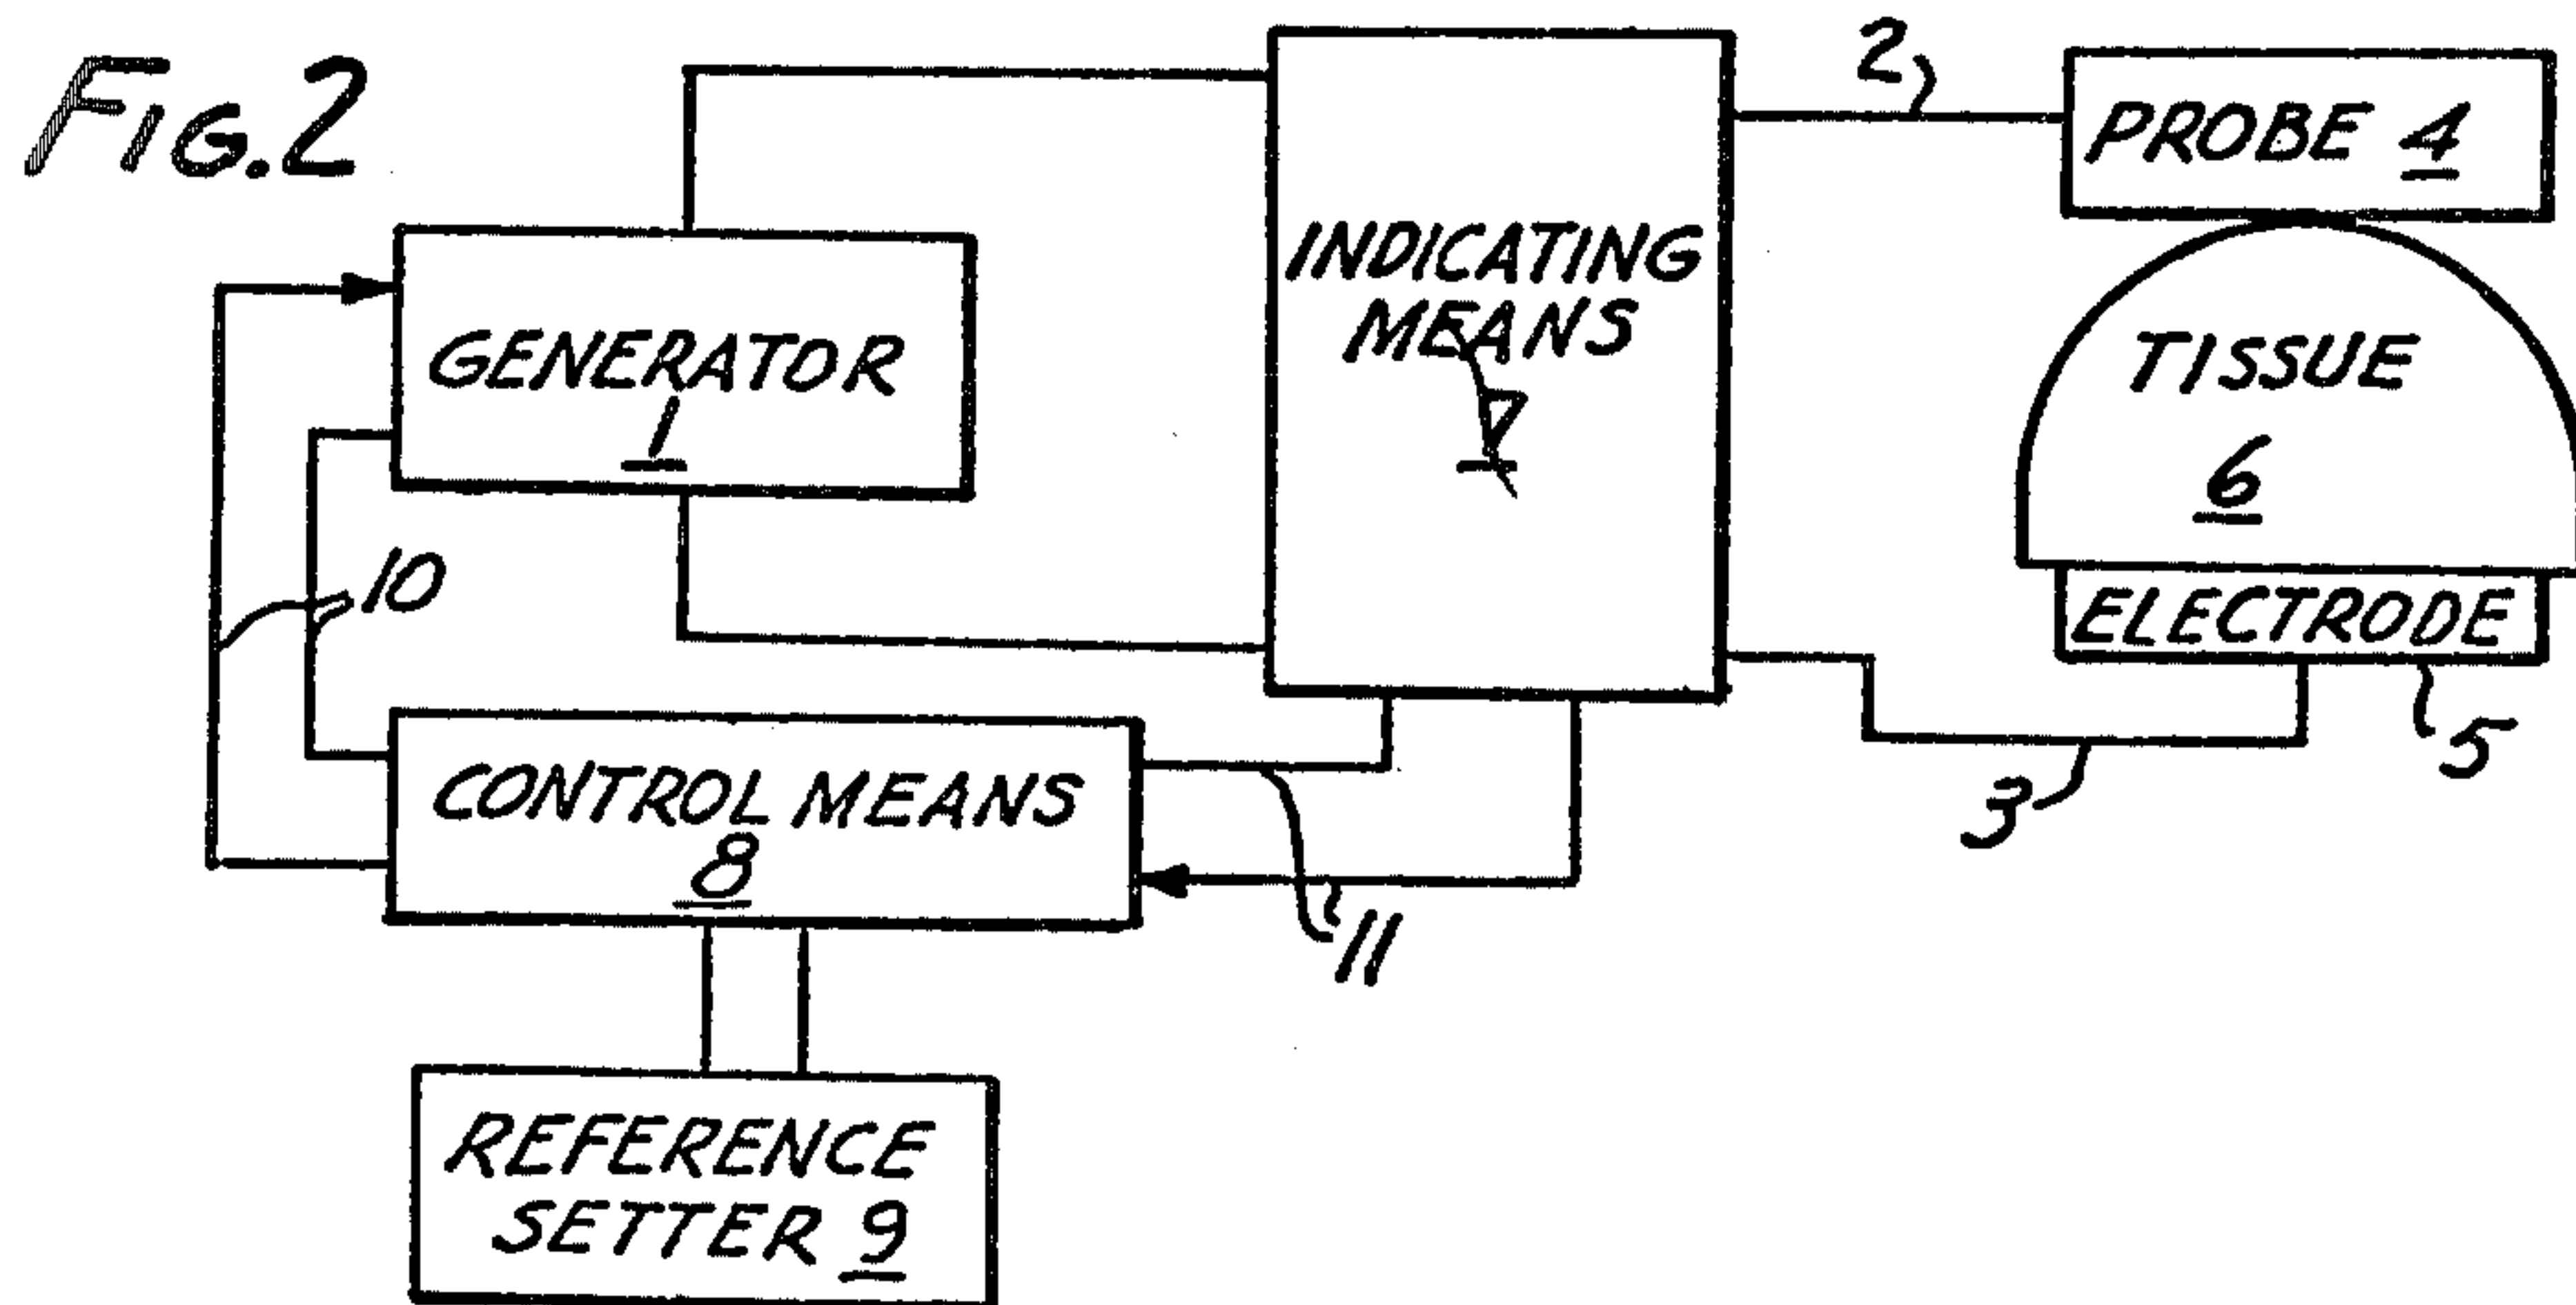 FIG. 2
2
PROBE 4
INDICATING
MEANS
7
GENERATOR
1
TISSUE
6
10
ELECTRODE
5
CONTROL MEANS
8
3
11
REFERENCE
SETTER 9